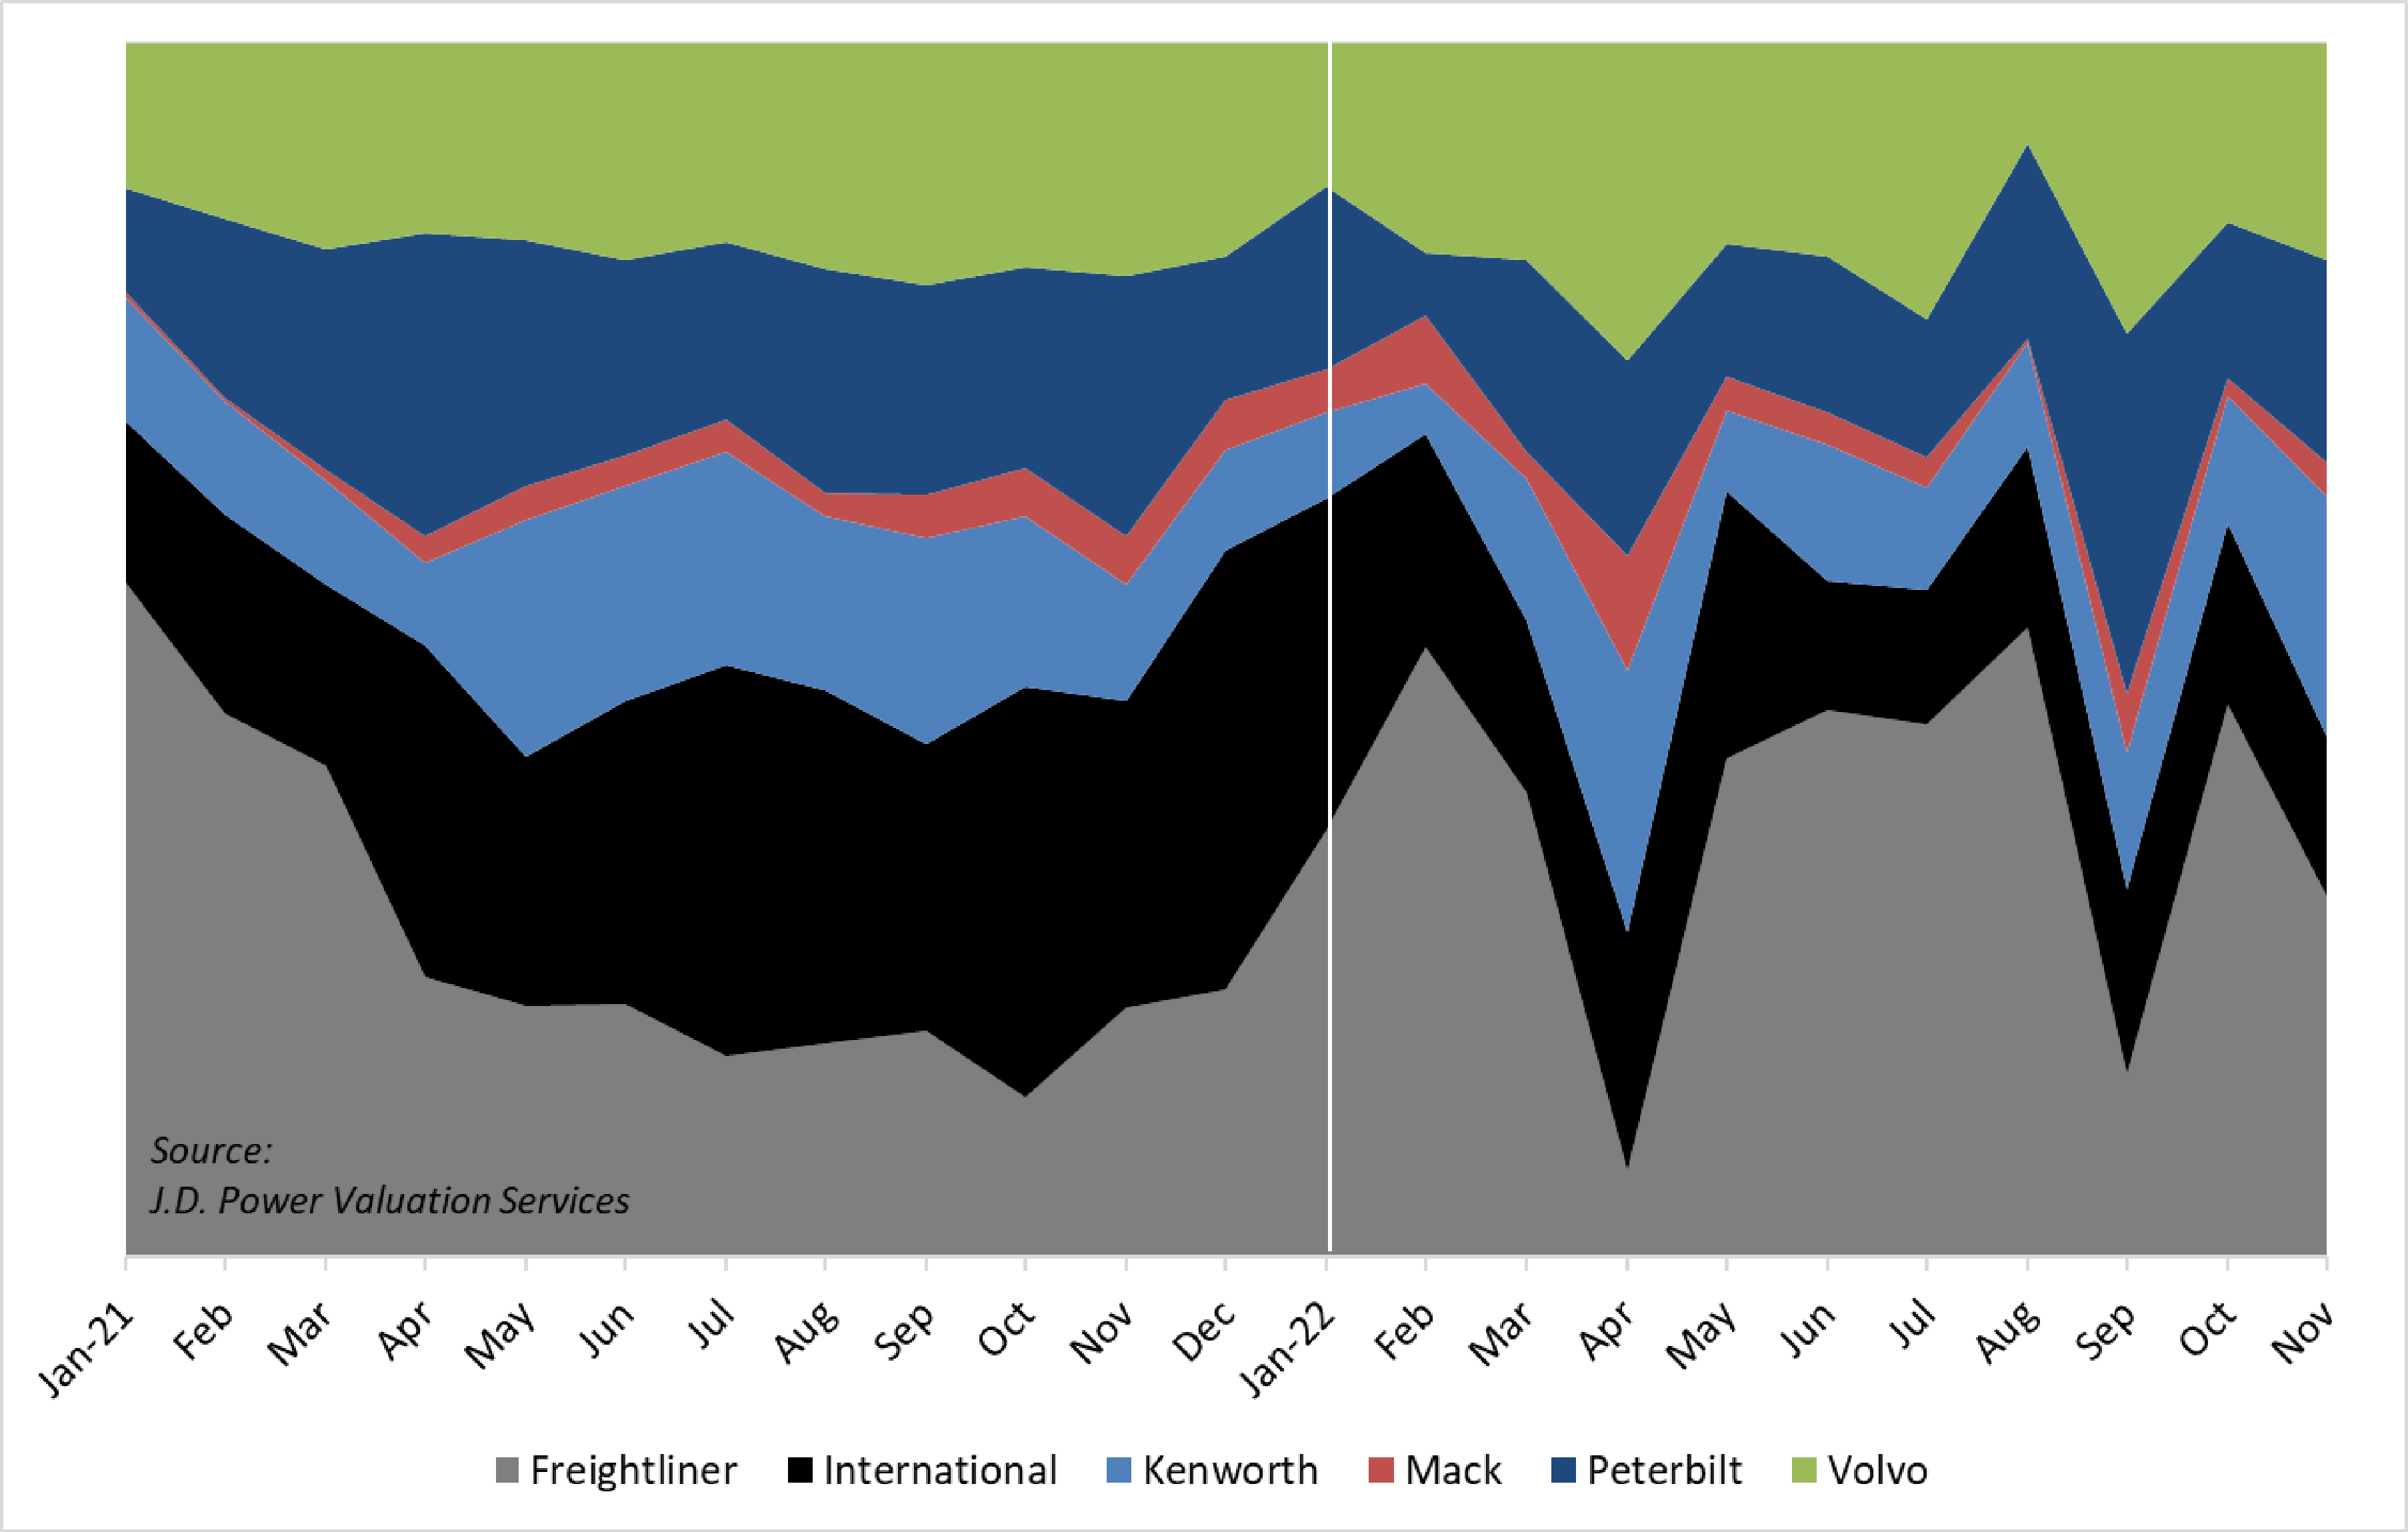 Source:
J.D. Power Valuation Services
Jan-21 Feb Mar Apr May Jun Jul Aug Sep Oct Nov Dec Jan-22 Feb Mar Apr May Jun Jul Aug Sep Oct Nov
Freightliner International Kenworth Mack Peterbilt Volvo